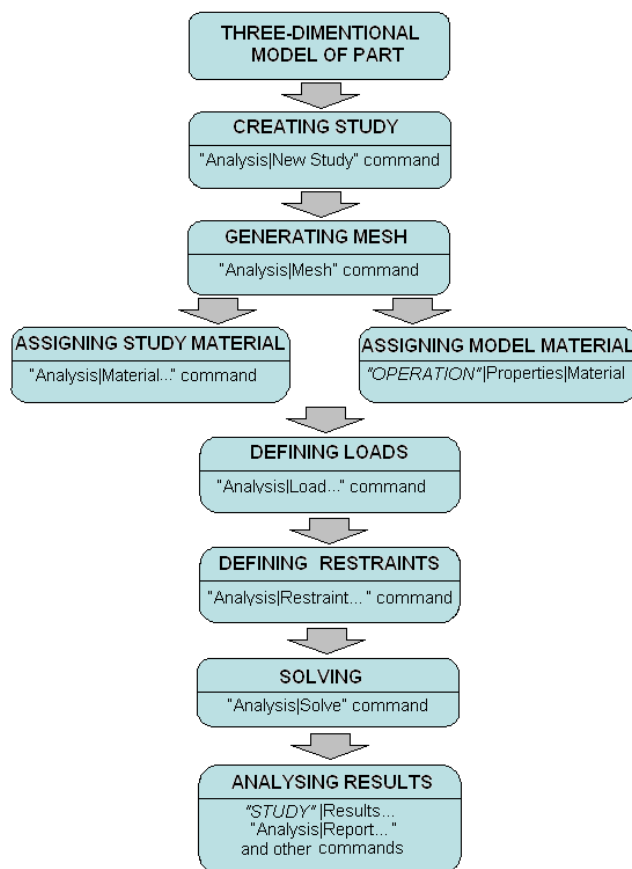 THREE-DIMENTIONAL
MODEL OF PART
CREATING STUDY
"Analysis|New Study" command
GENERATING MESH
"Analysis|Mesh" command
ASSIGNING STUDY MATERIAL
"Analysis|Material..." command
ASSIGNING MODEL MATERIAL
"OPERATION"|Properties|Material
DEFINING LOADS
"Analysis|Load..." command
DEFINING RESTRAINTS
"Analysis|Restraint... " command
SOLVING
"Analysis|Solve" command
ANALYSING RESULTS
"STUDY" |Results...
"Analysis|Report... "
and other commands